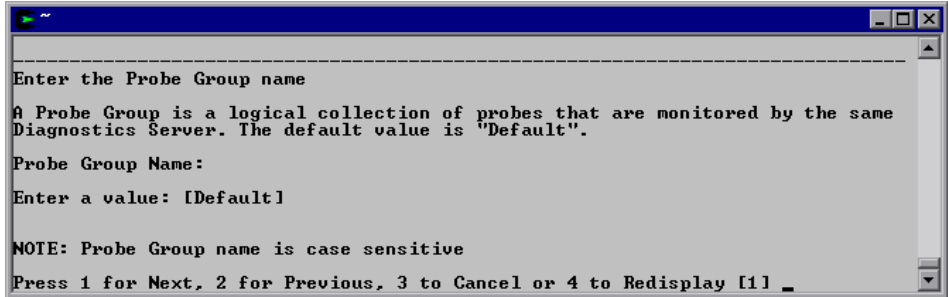 ~
Enter the Probe Group name
A Probe Group is a logical collection of probes that are monitored by the same
Diagnostics Server. The default value is "Default".
Probe Group Name:
Enter a value: [Default]
NOTE: Probe Group name is case sensitive
Press 1 for Next, 2 for Previous, 3 to Cancel or 4 to Redisplay [1] _